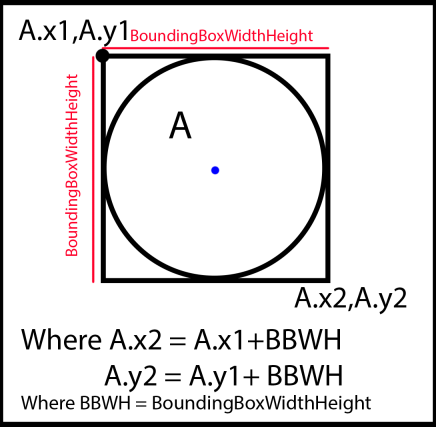 A.x1,A.y1
BoundingBoxWidthHeight
BoundingBoxWidthHeight
A
A.x2,A.y2
Where A.x2 = A.x1+BBWH
A.y2 = A.y1+ BBWH
Where BBWH = BoundingBoxWidthHeight